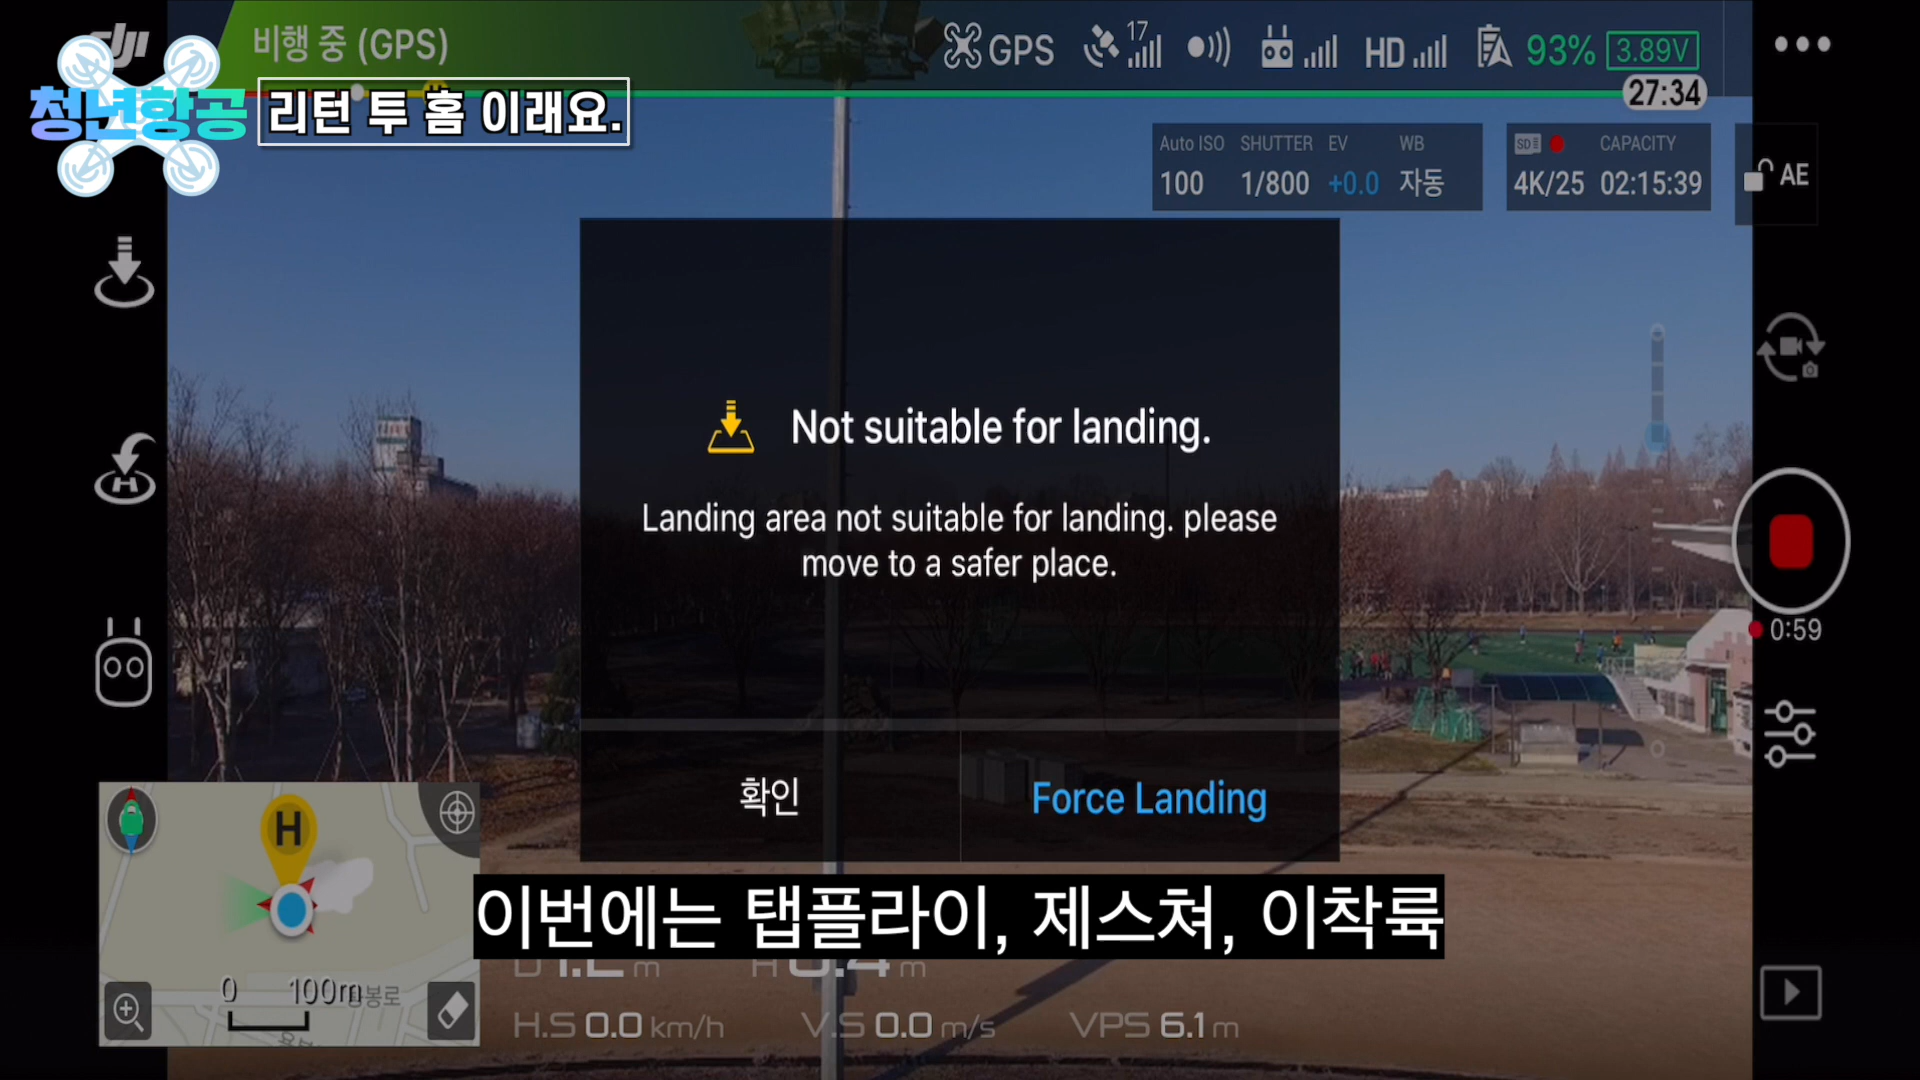 dji
비행 중 (GPS)
GPS
17
HD
93%
3.89V
27:34
청년항공
리턴 투 홈 이래요.
Auto ISO SHUTTER EV WB
100 1/800 +0.0 자동
SD CAPACITY
4K/25 02:15:39
AE
Not suitable for landing.
Landing area not suitable for landing. please
move to a safer place.
확인
Force Landing
0:59
H
H
이번에는 탭플라이, 제스쳐, 이착륙
0 100m
H.S 0.0 km/h
V.S 0.0 m/s
VPS 6.1 m